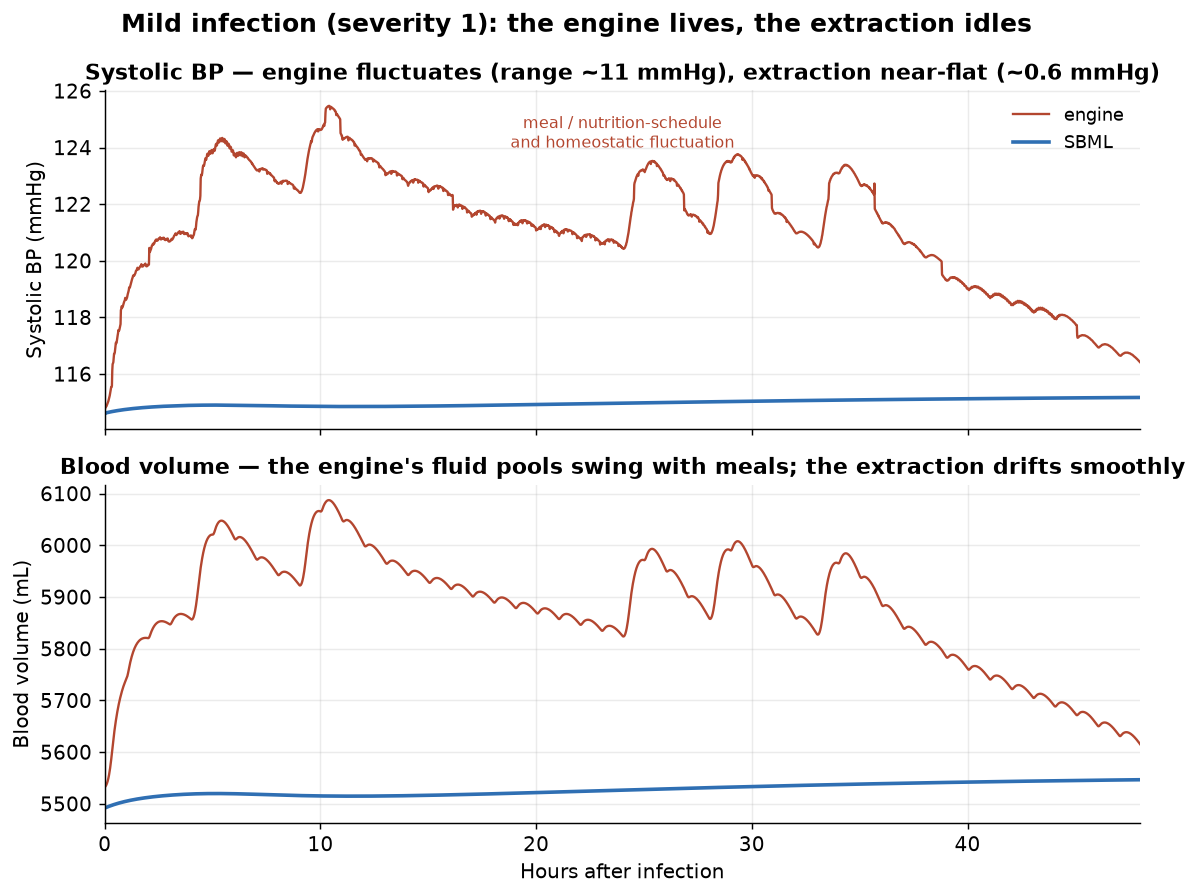 Mild infection (severity 1): the engine lives, the extraction idles
Systolic BP — engine fluctuates (range ~11 mmHg), extraction near-flat (~0.6 mmHg)
126
124
122
120
118
116
Systolic BP (mmHg)
meal / nutrition-schedule
and homeostatic fluctuation
engine
SBML
Blood volume — the engine's fluid pools swing with meals; the extraction drifts smoothly
6100
6000
5900
5800
5700
5600
5500
Blood volume (mL)
0
10
20
30
40
Hours after infection